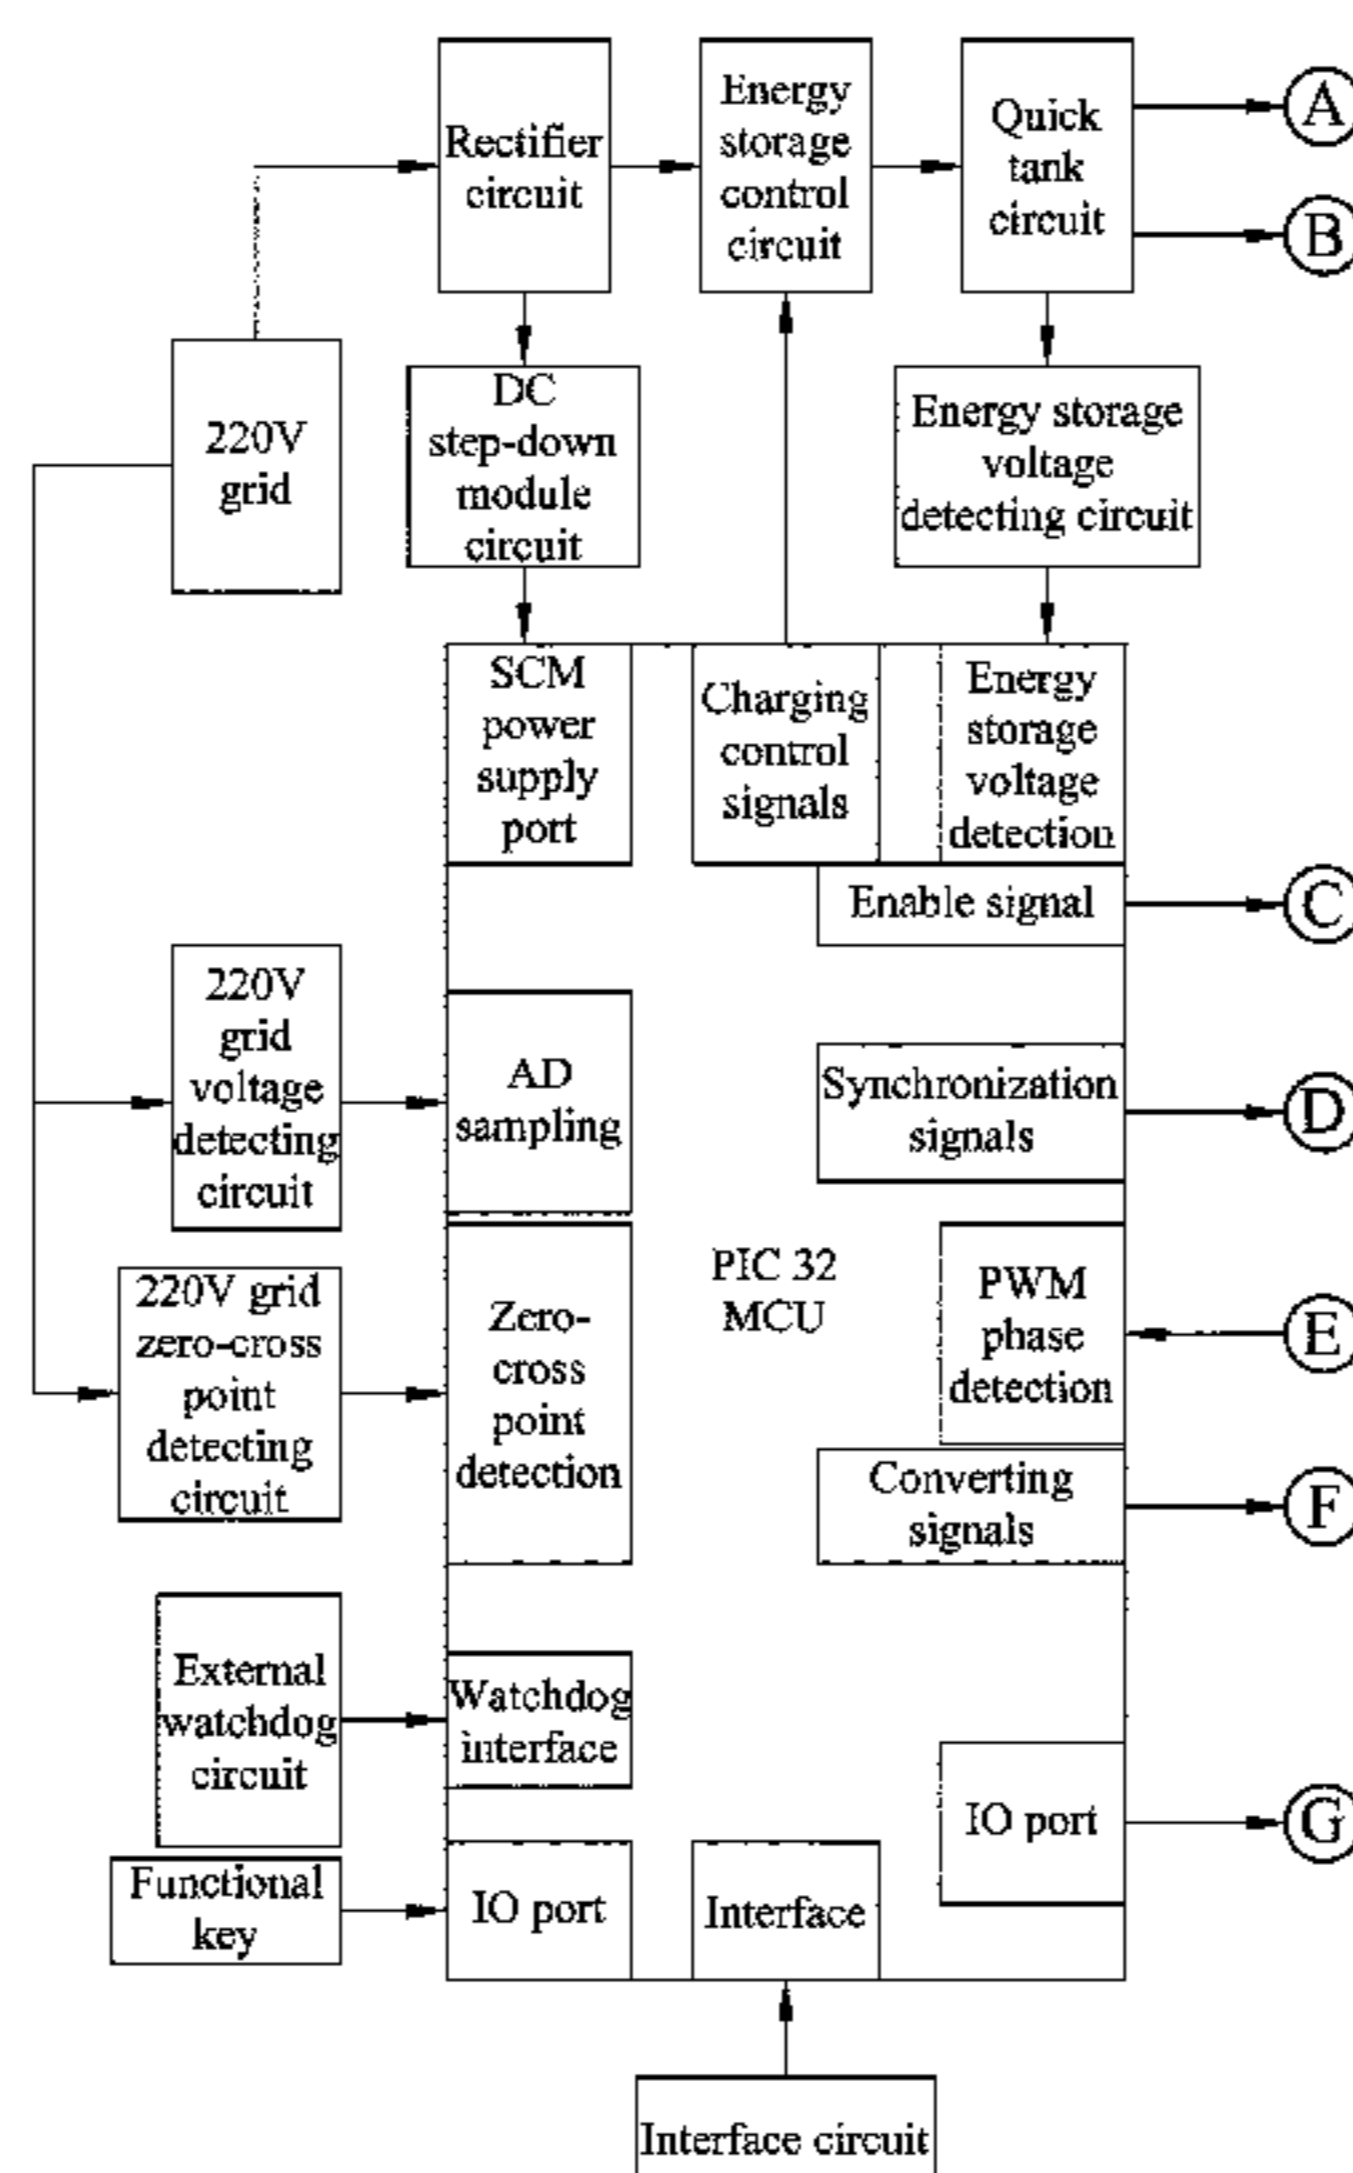 Rectifier
circuit
Energy
storage
control
circuit
Quick
tank
circuit
A
B
220V
grid
DC
step-down
module
circuit
Energy storage
voltage
detecting circuit
SCM
power
supply
port
Charging
control
signals
Energy
storage
voltage
detection
Enable signal
C
220V
grid
voltage
detecting
circuit
AD
sampling
Synchronization
signals
D
220V grid
zero-cross
point
detecting
circuit
Zero-
cross
point
detection
PIC 32
MCU
PWM
phase
detection
E
Converting
signals
F
External
watchdog
circuit
Watchdog
interface
IO port
G
Functional
key
IO port
Interface
Interface circuit